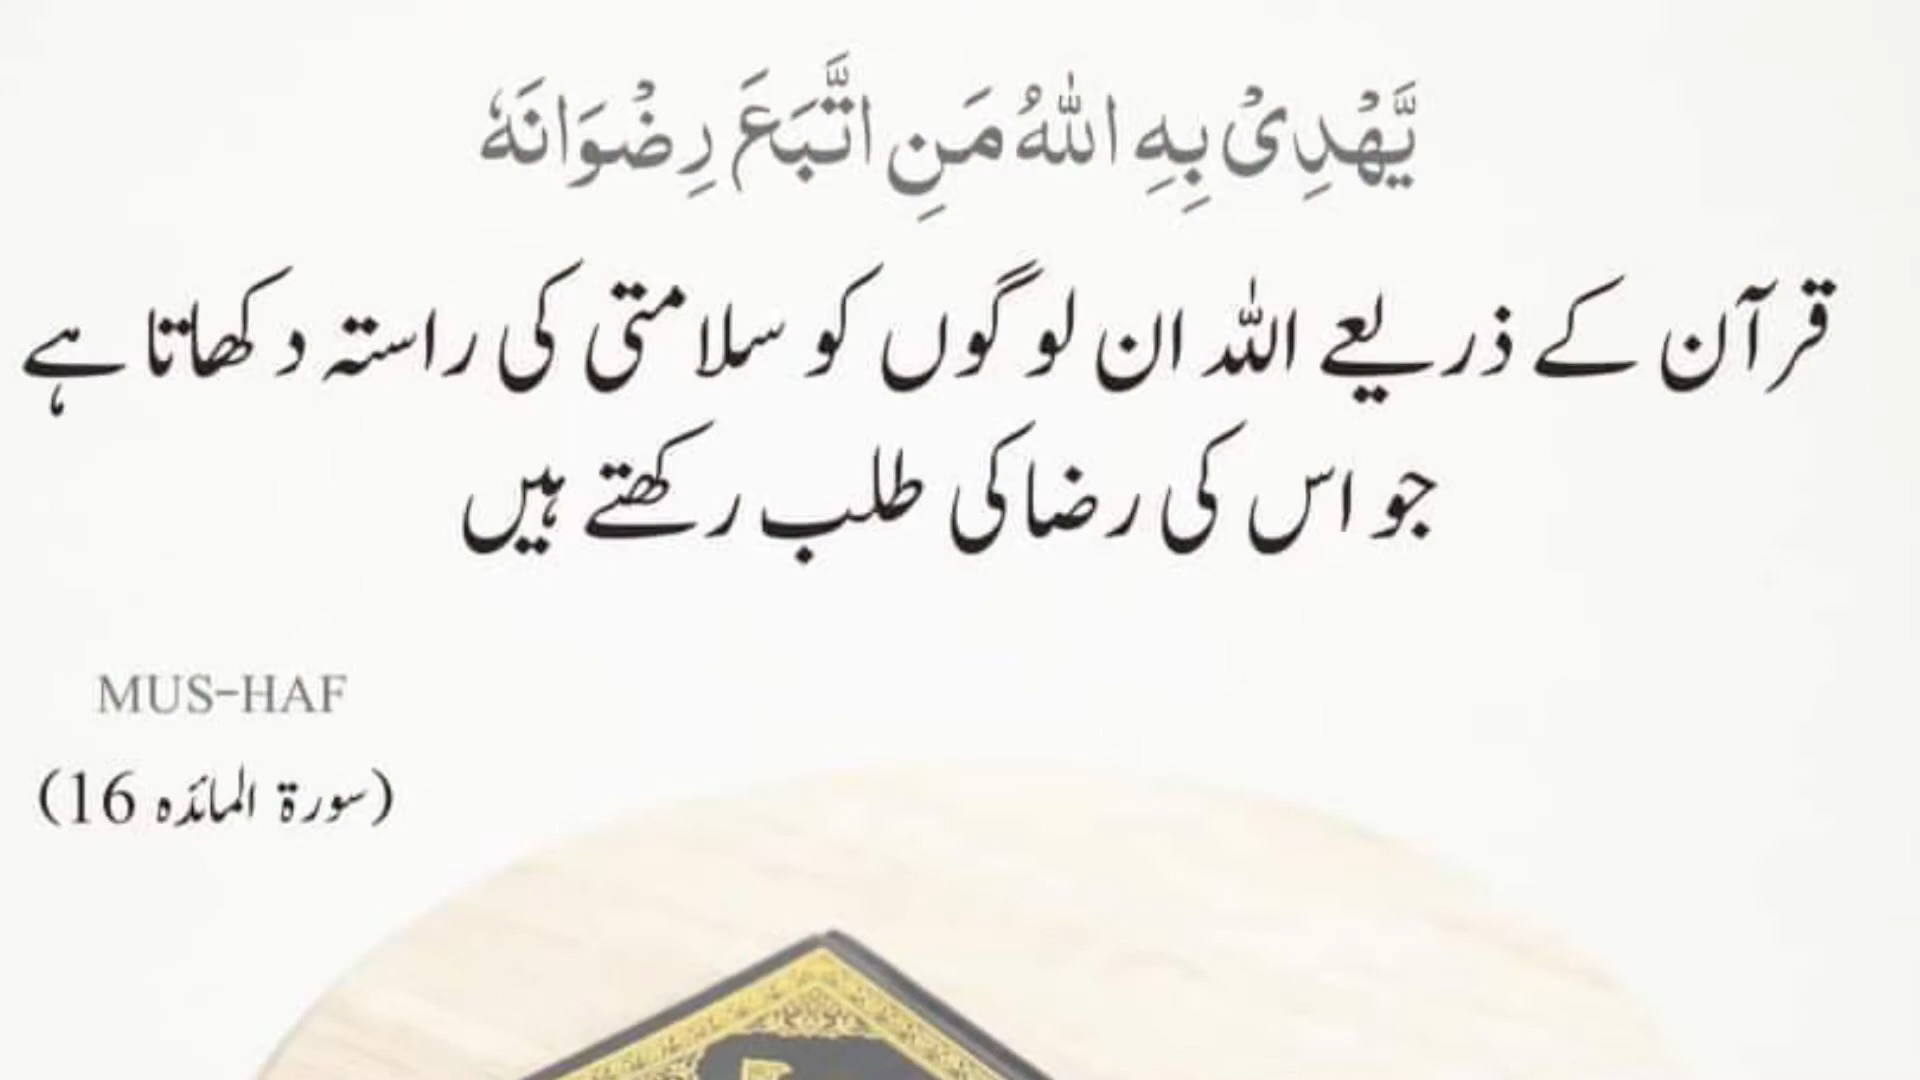 يَّهۡدِىۡ بِهِ اللّٰهُ مَنِ اتَّبَعَ رِضۡوَانَهٗ
قرآن کے ذریعے اللہ ان لوگوں کو سلامتی کی راستہ دکھاتا ہے
جو اس کی رضا کی طلب رکھتے ہیں
MUS-HAF
(سورۃ المائدہ 16)